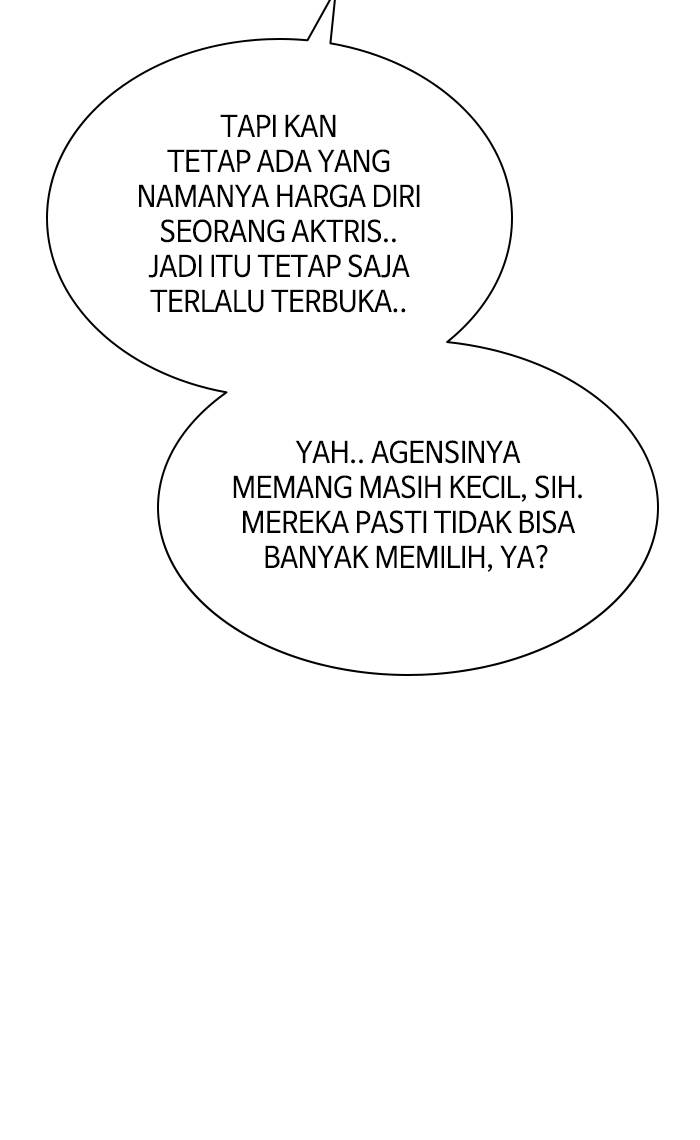 TAPI KAN
TETAP ADA YANG
NAMANYA HARGA DIRI
SEORANG AKTRIS..
JADI ITU TETAP SAJA
TERLALU TERBUKA..
YAH.. AGENSINYA
MEMANG MASIH KECIL, SIH.
MEREKA PASTI TIDAK BISA
BANYAK MEMILIH, YA?